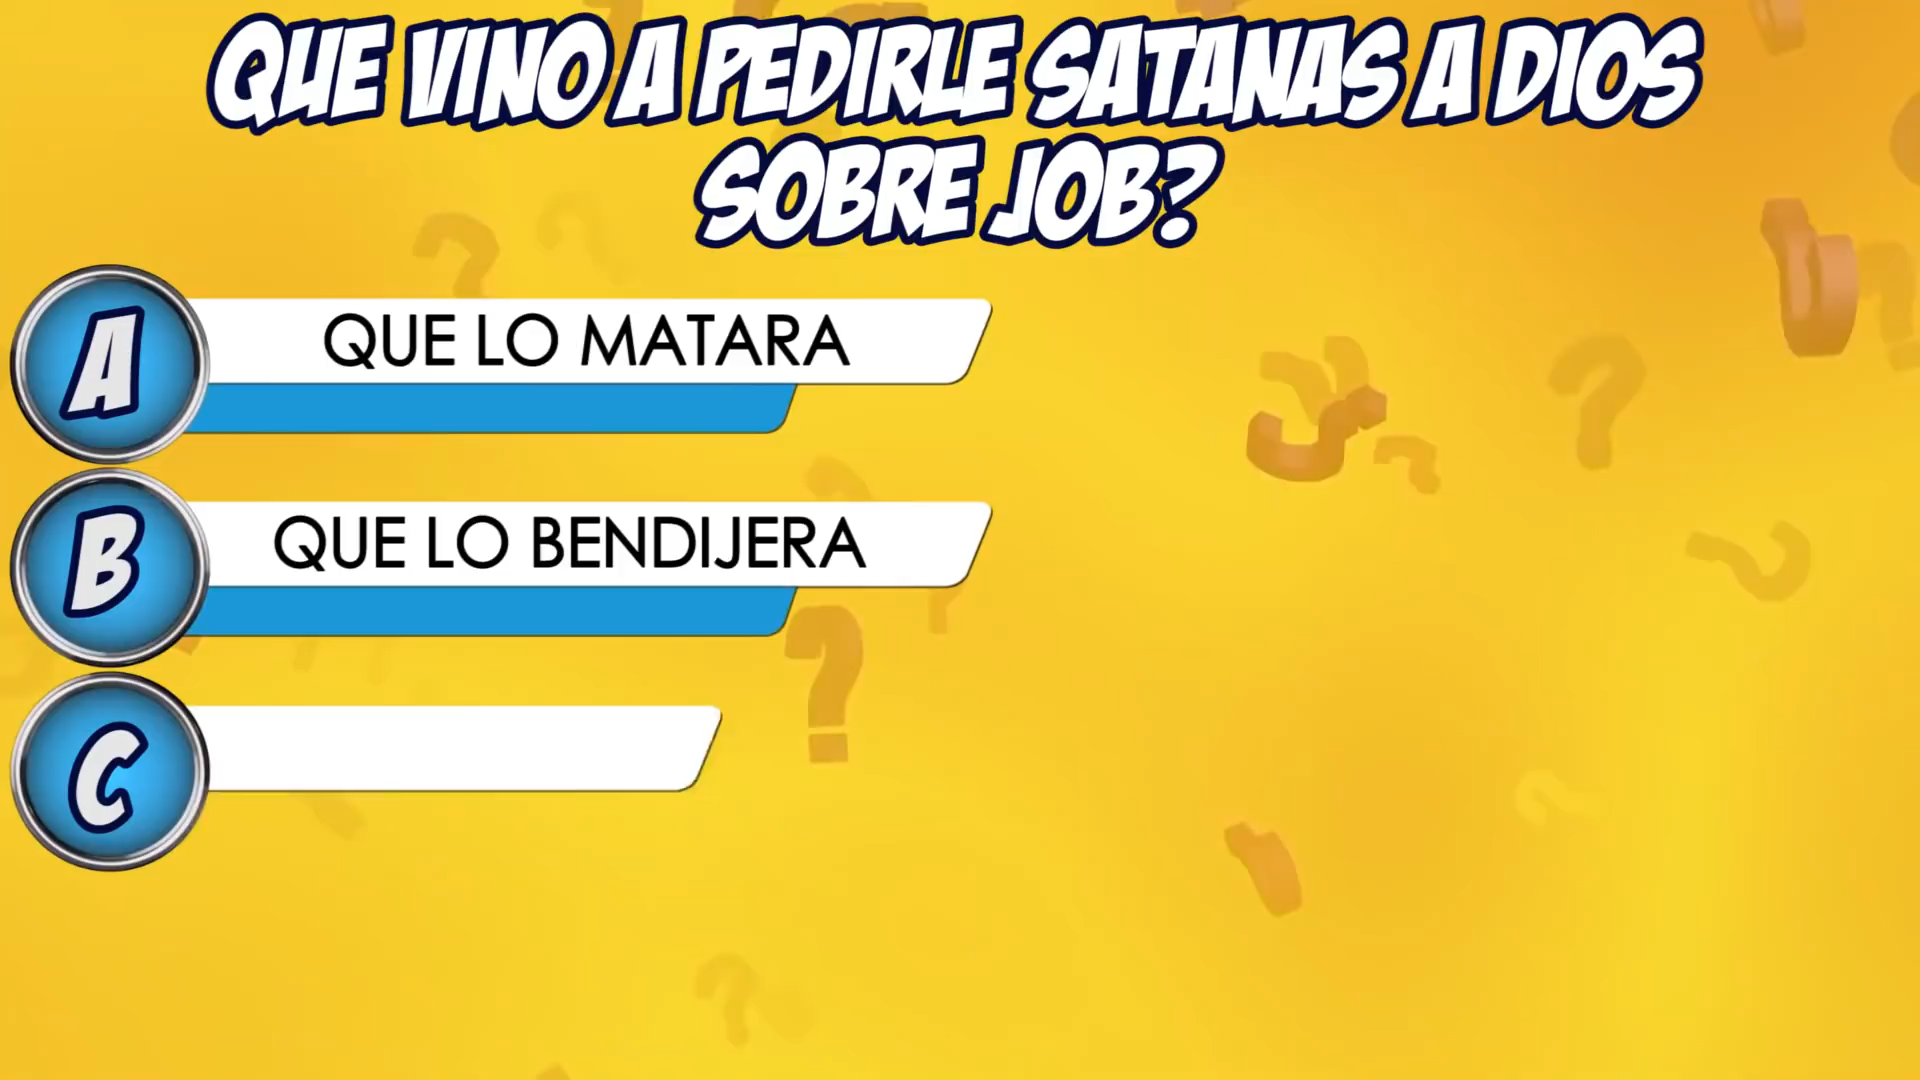 QUE VINO A PEDIRLE SATANAS A DIOS
SOBRE JOB?
A
QUE LO MATARA
B
QUE LO BENDIJERA
C